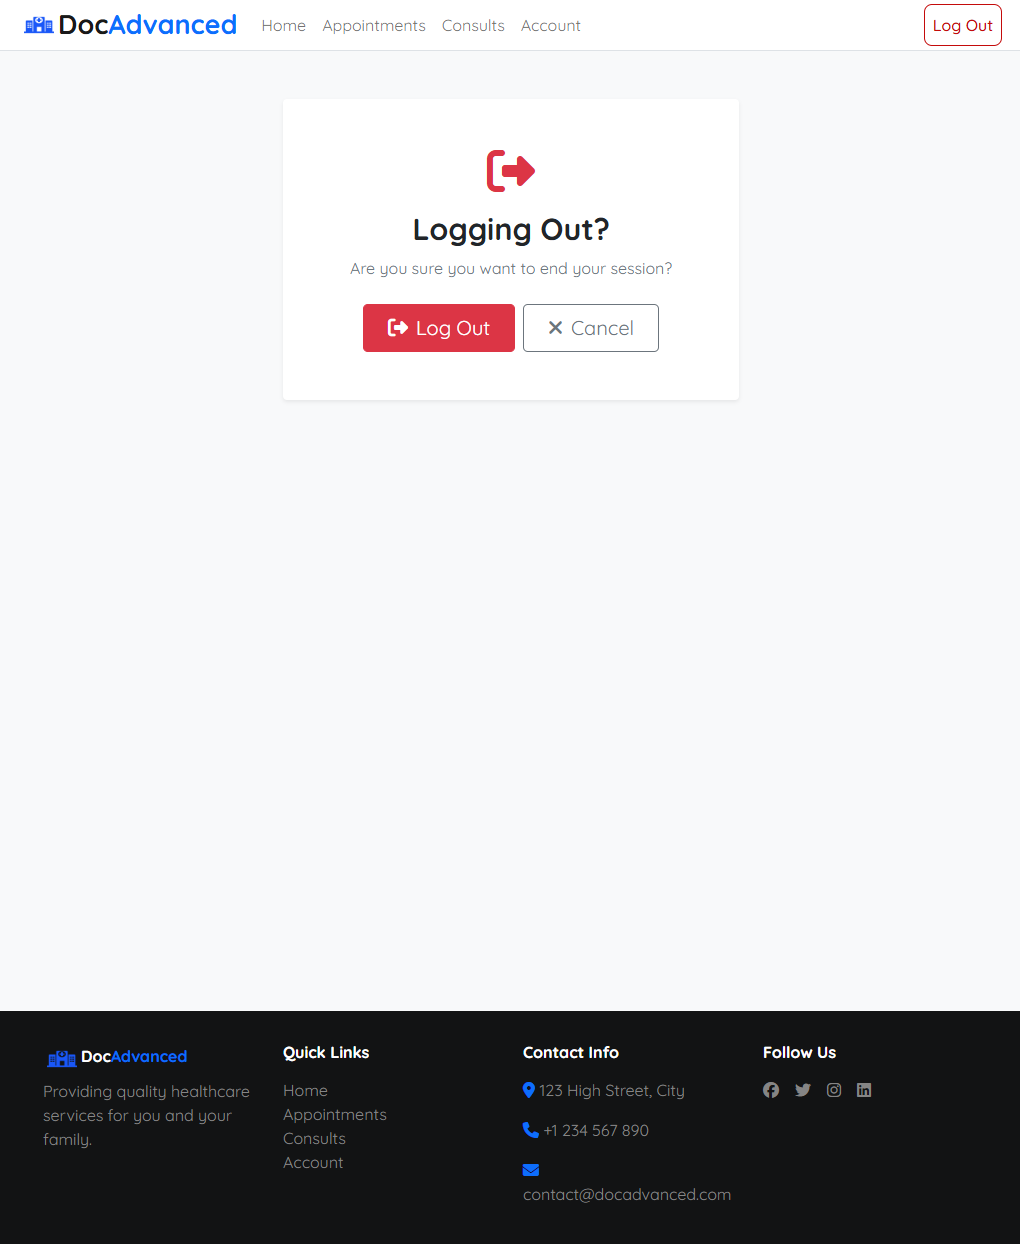 DocAdvanced Home Appointments Consults Account Log Out
Logging Out?
Are you sure you want to end your session?
Log Out Cancel
DocAdvanced
Providing quality healthcare
services for you and your
family.
Quick Links
Home
Appointments
Consults
Account
Contact Info
123 High Street, City
+1 234 567 890
contact@docadvanced.com
Follow Us